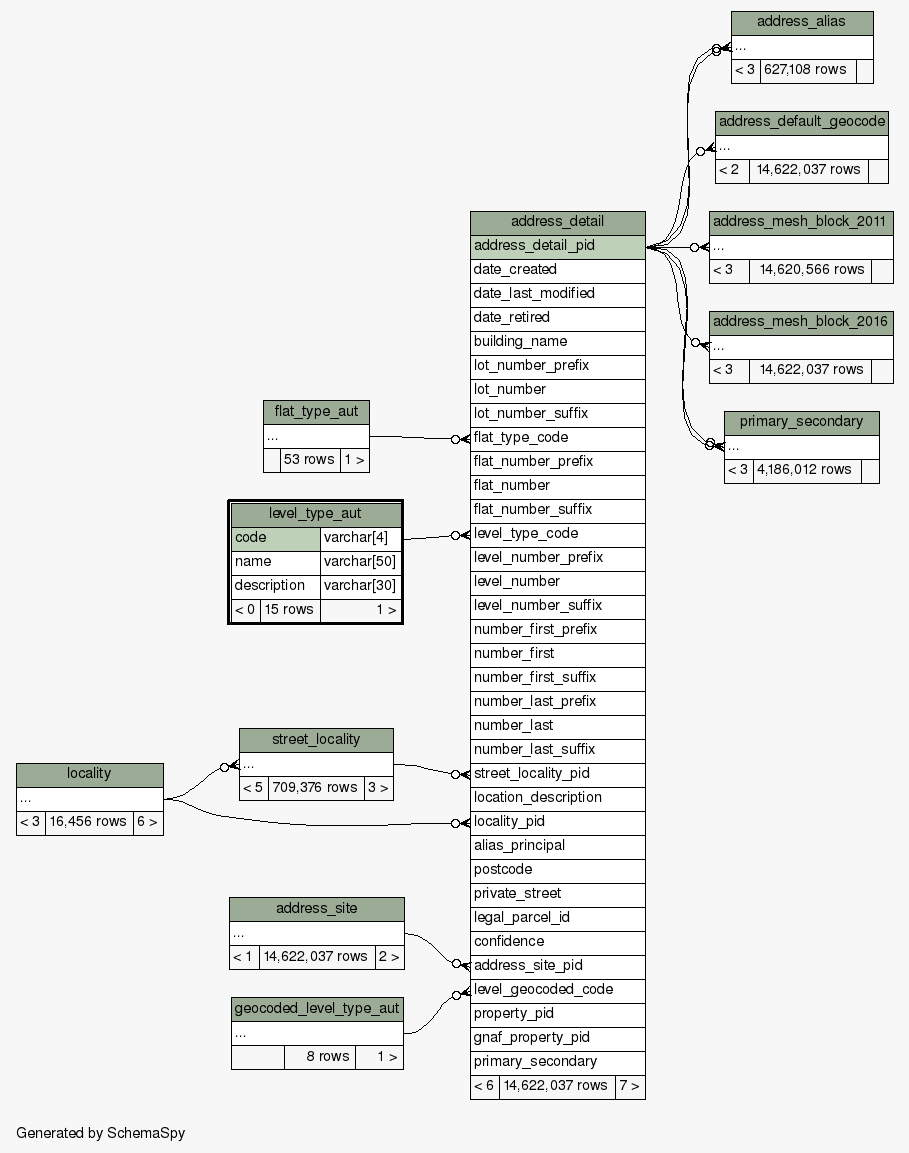 address_alias
...
< 3 627,108 rows
address_default_geocode
...
< 2 14,622,037 rows
address_mesh_block_2011
...
< 3 14,620,566 rows
address_mesh_block_2016
...
< 3 14,622,037 rows
primary_secondary
...
< 3 4,186,012 rows
address_detail
address_detail_pid
date_created
date_last_modified
date_retired
building_name
lot_number_prefix
lot_number
lot_number_suffix
flat_type_code
flat_number_prefix
flat_number
flat_number_suffix
level_type_code
level_number_prefix
level_number
level_number_suffix
number_first_prefix
number_first
number_first_suffix
number_last_prefix
number_last
number_last_suffix
street_locality_pid
location_description
locality_pid
alias_principal
postcode
private_street
legal_parcel_id
confidence
address_site_pid
level_geocoded_code
property_pid
gnaf_property_pid
primary_secondary
< 6 14,622,037 rows 7 >
flat_type_aut
...
53 rows 1 >
level_type_aut
code varchar[4]
name varchar[50]
description varchar[30]
< 0 15 rows 1 >
street_locality
...
< 5 709,376 rows 3 >
locality
...
< 3 16,456 rows 6 >
address_site
...
< 1 14,622,037 rows 2 >
geocoded_level_type_aut
...
8 rows 1 >
Generated by SchemaSpy